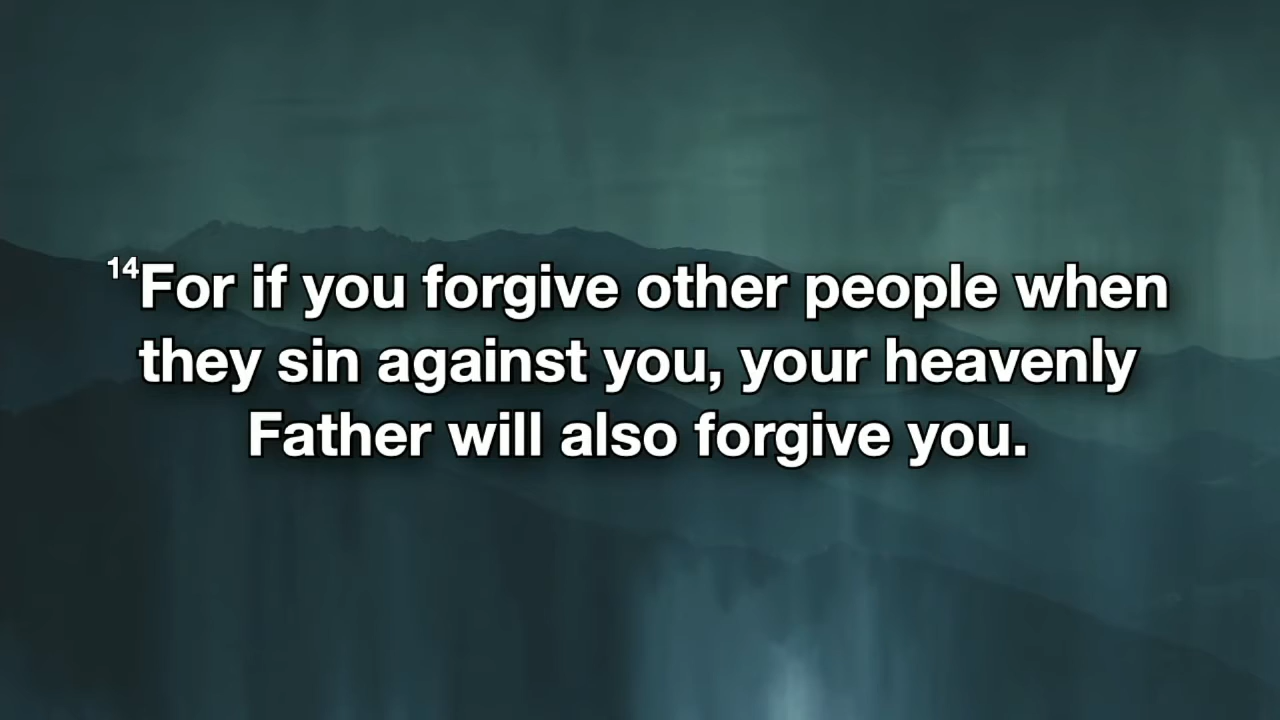 ¹⁴For if you forgive other people when
they sin against you, your heavenly
Father will also forgive you.